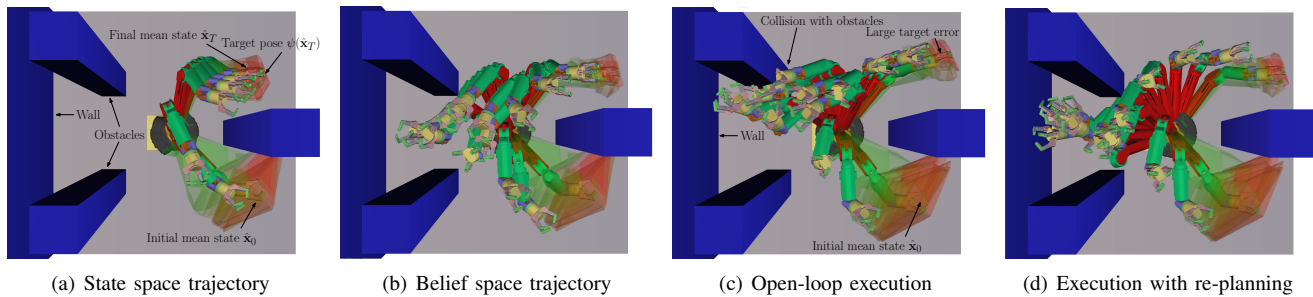 Final mean state x̂_T
Target pose ψ(x̂_T)
Wall
Obstacles
Initial mean state x̂_0
Collision with obstacles
Large target error
Wall
Initial mean state x̂_0
(a) State space trajectory
(b) Belief space trajectory
(c) Open-loop execution
(d) Execution with re-planning